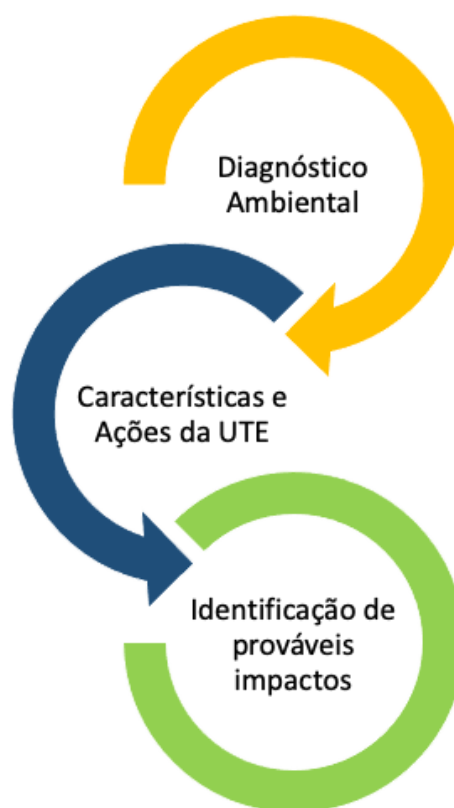 Diagnóstico
Ambiental
Características e
Ações da UTE
Identificação de
prováveis
impactos